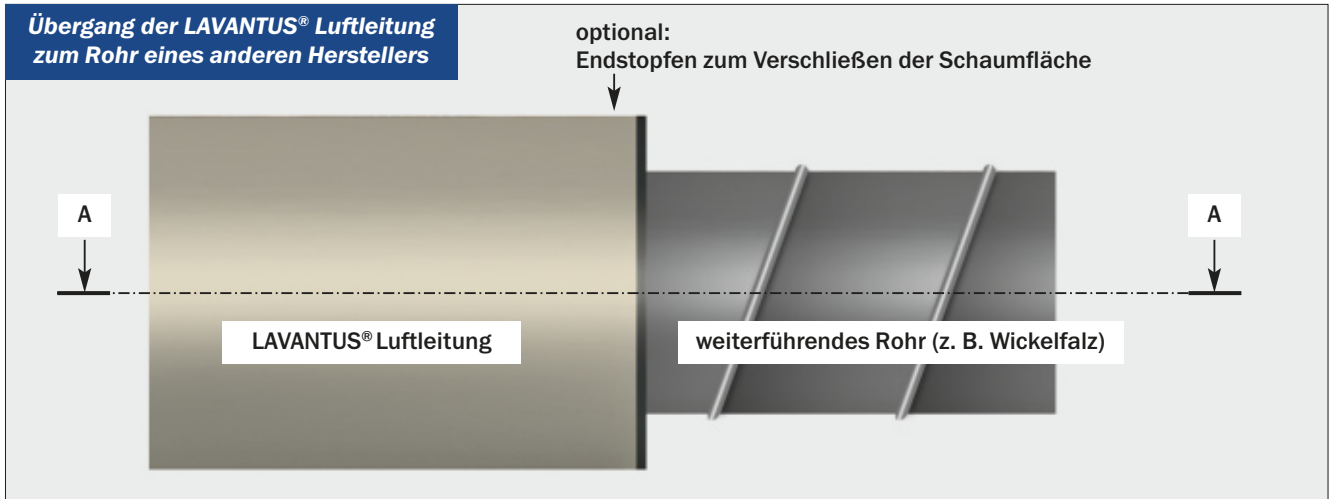 Übergang der LAVANTUS® Luftleitung
zum Rohr eines anderen Herstellers
optional:
Endstopfen zum Verschließen der Schaumfläche
A
A
LAVANTUS® Luftleitung
weiterführendes Rohr (z. B. Wickelfalz)